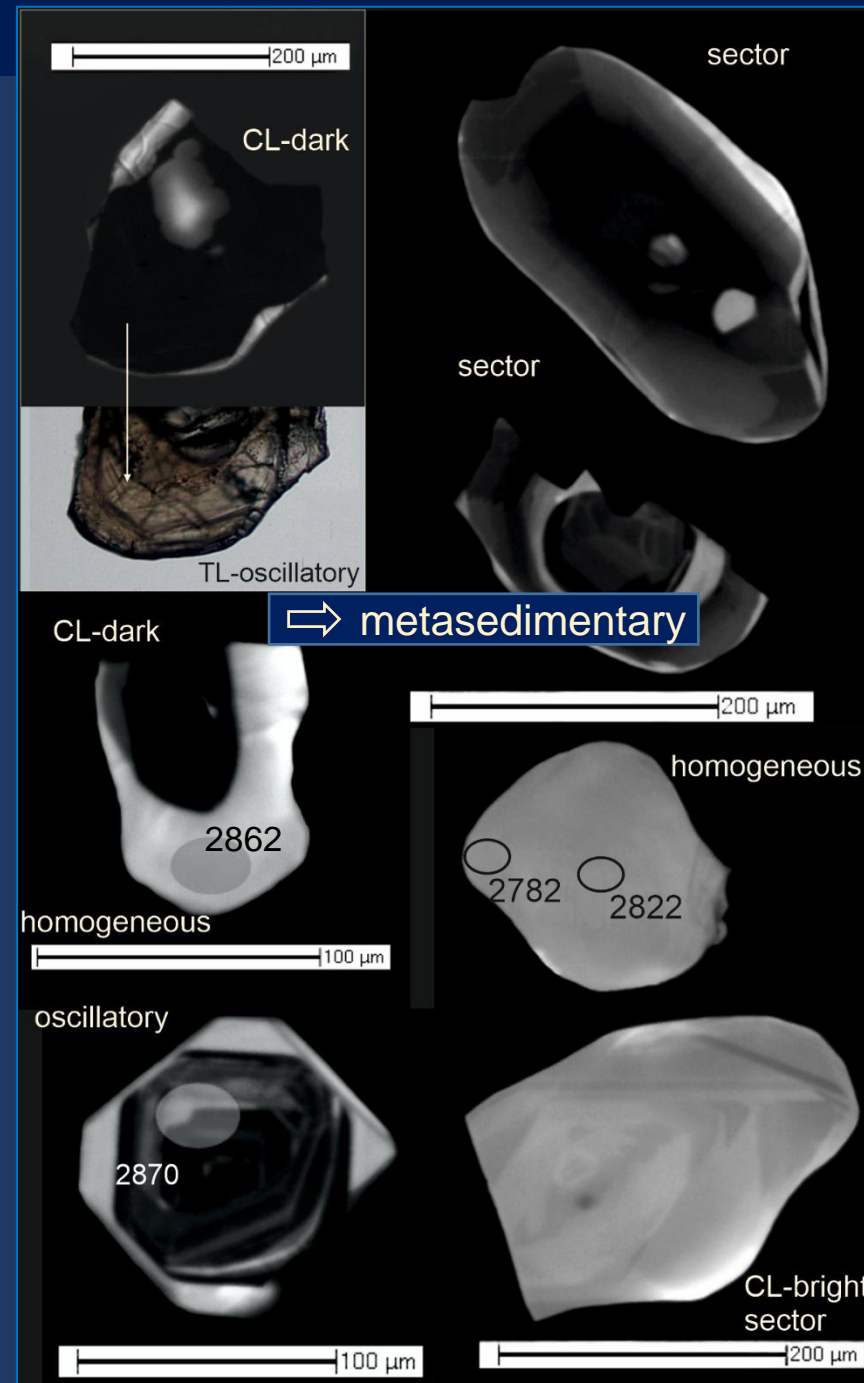 200 µm
sector
CL-dark
sector
TL-oscillatory
⇨ metasedimentary
CL-dark
200 µm
homogeneous
2862
2782
2822
homogeneous
100 µm
oscillatory
2870
CL-bright
sector
100 µm
200 µm